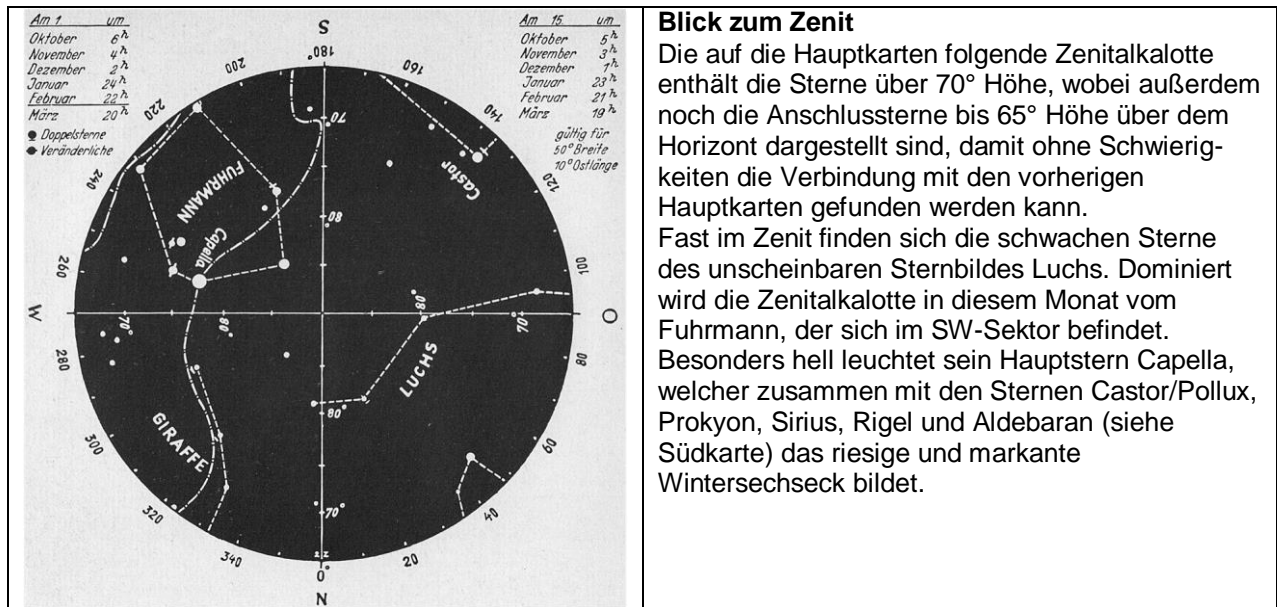 Am 1. um
Oktober 6ʰ
November 4ʰ
Dezember 2ʰ
Januar 24ʰ
Februar 22ʰ
März 20ʰ
Doppelsterne
Veränderliche
Am 15. um
Oktober 5ʰ
November 3ʰ
Dezember 1ʰ
Januar 23ʰ
Februar 21ʰ
März 19ʰ
gültig für
50° Breite
10° Ostlänge
S
180°
200
160
220
140
240
120
260
100
W
O
280
80
300
60
320
40
340
20
0°
N
70
80
80
70°
80
80
70
80°
70°
FUHRMANN
Capella
Castor
LUCHS
GIRAFFE
Blick zum Zenit
Die auf die Hauptkarten folgende Zenitalkalotte
enthält die Sterne über 70° Höhe, wobei außerdem
noch die Anschlussterne bis 65° Höhe über dem
Horizont dargestellt sind, damit ohne Schwierig-
keiten die Verbindung mit den vorherigen
Hauptkarten gefunden werden kann.
Fast im Zenit finden sich die schwachen Sterne
des unscheinbaren Sternbildes Luchs. Dominiert
wird die Zenitalkalotte in diesem Monat vom
Fuhrmann, der sich im SW-Sektor befindet.
Besonders hell leuchtet sein Hauptstern Capella,
welcher zusammen mit den Sternen Castor/Pollux,
Prokyon, Sirius, Rigel und Aldebaran (siehe
Südkarte) das riesige und markante
Wintersechseck bildet.